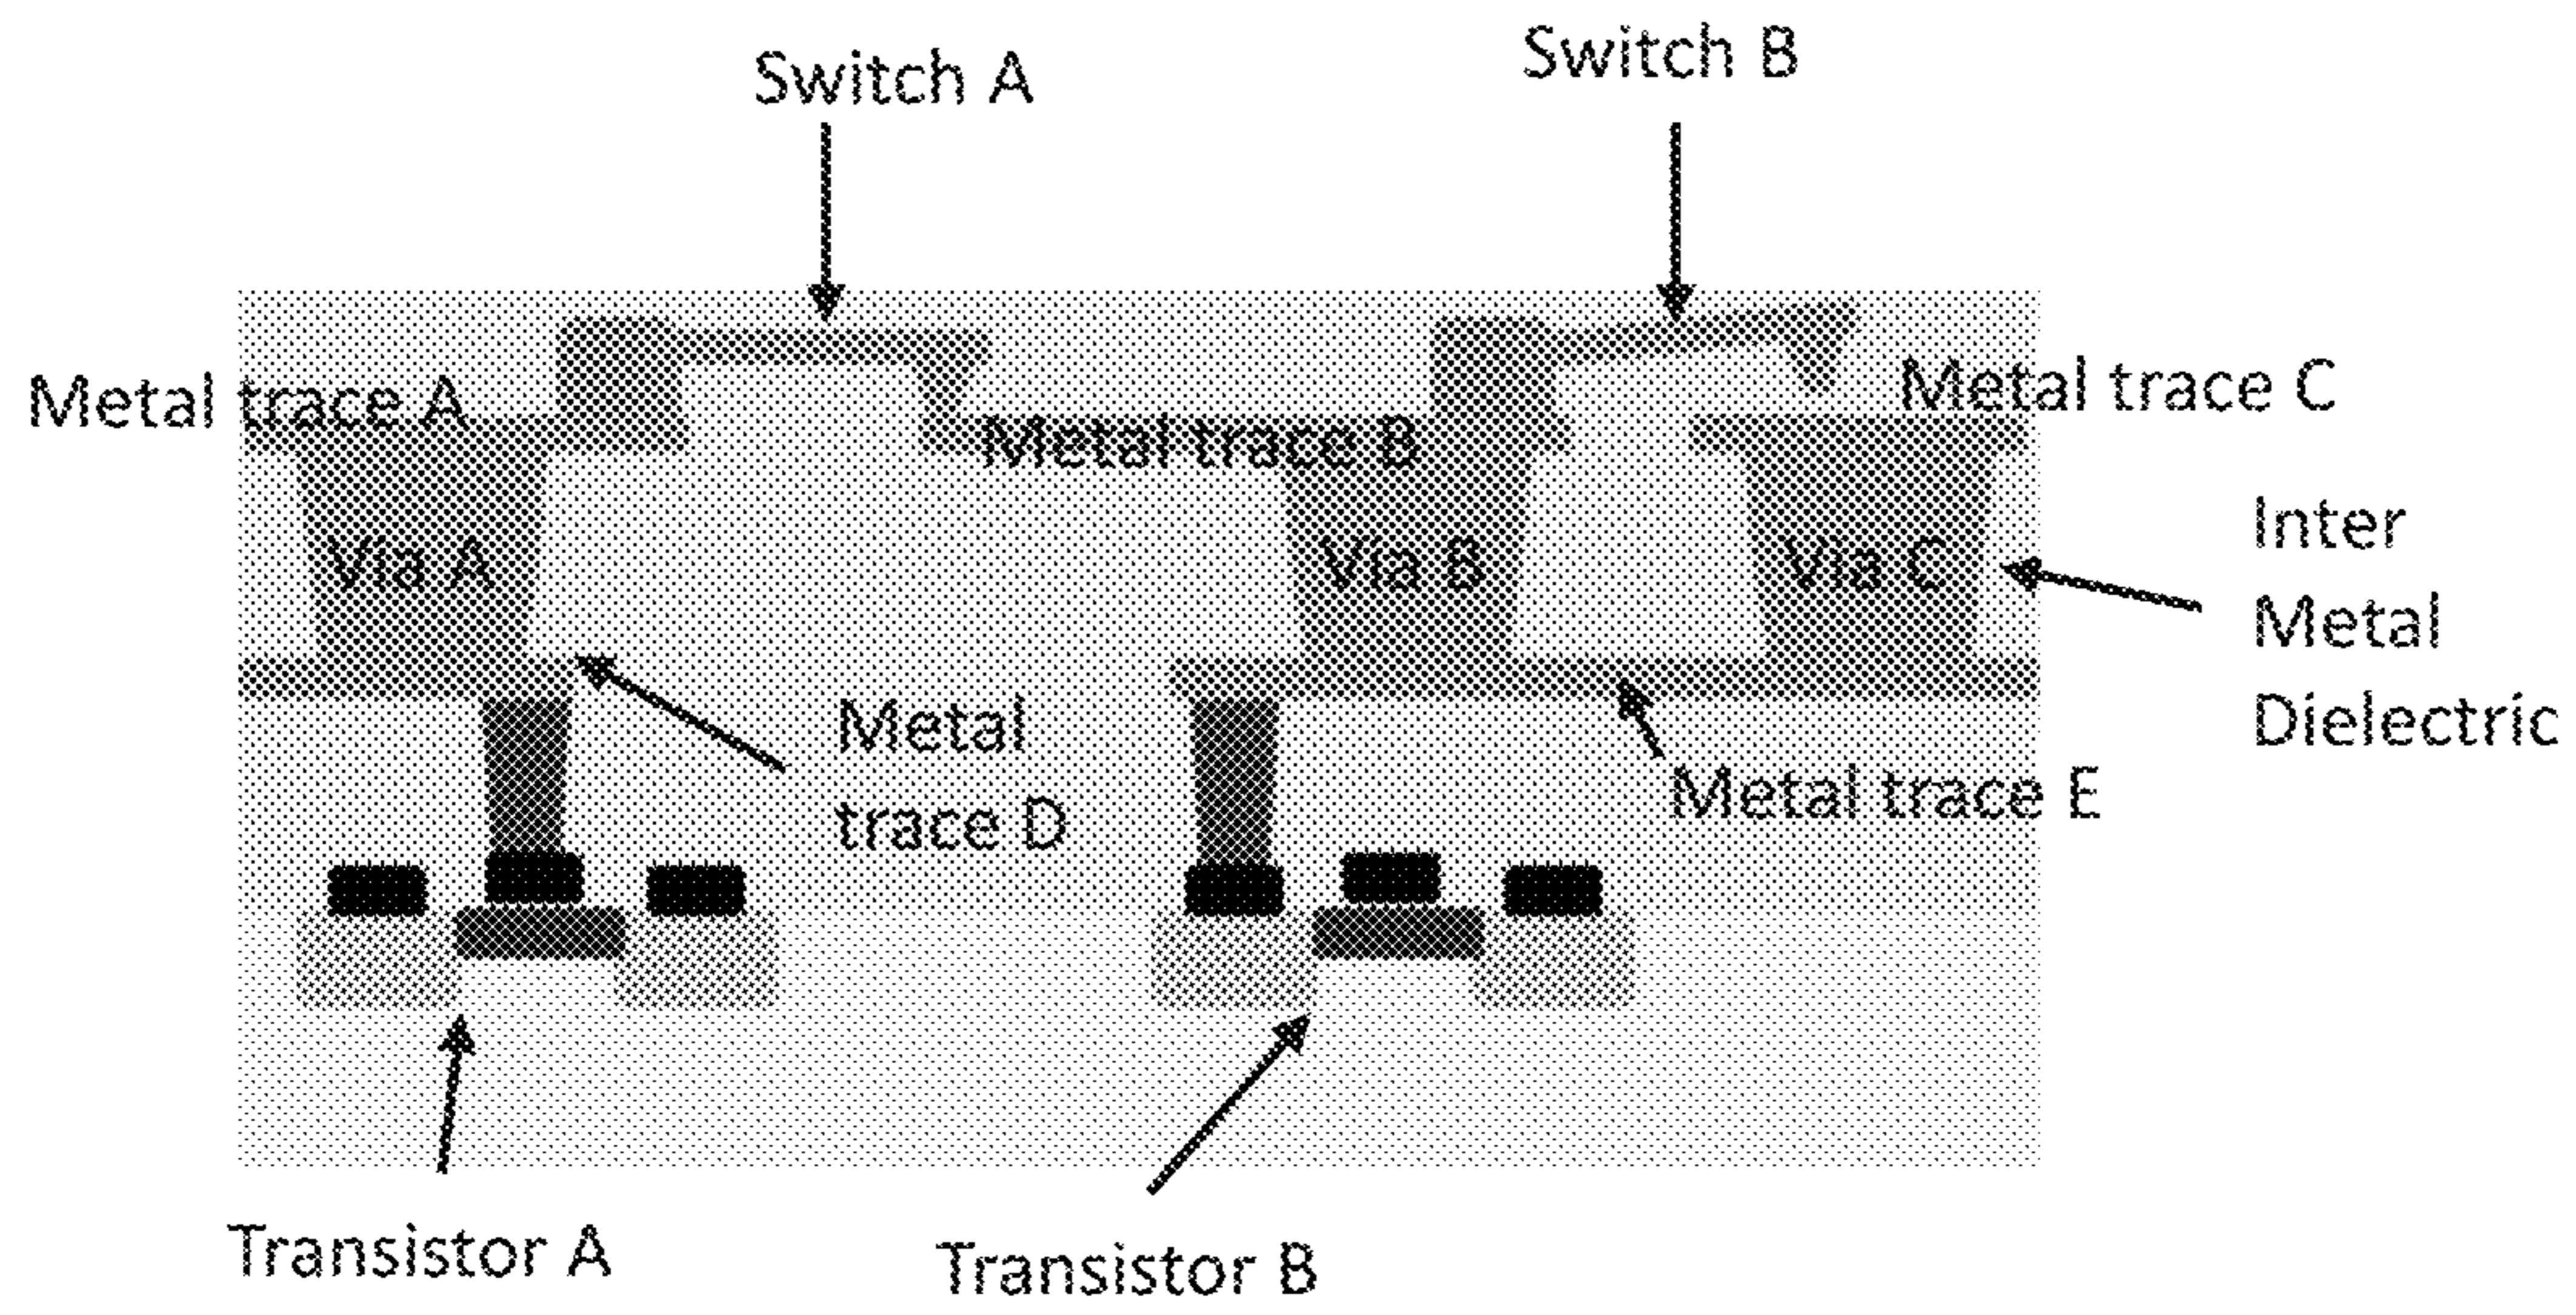 Switch A
Switch B
Metal trace A
Metal trace B
Metal trace C
Via A
Via B
Via C
Inter
Metal
Dielectric
Metal
trace D
Metal trace E
Transistor A
Transistor B